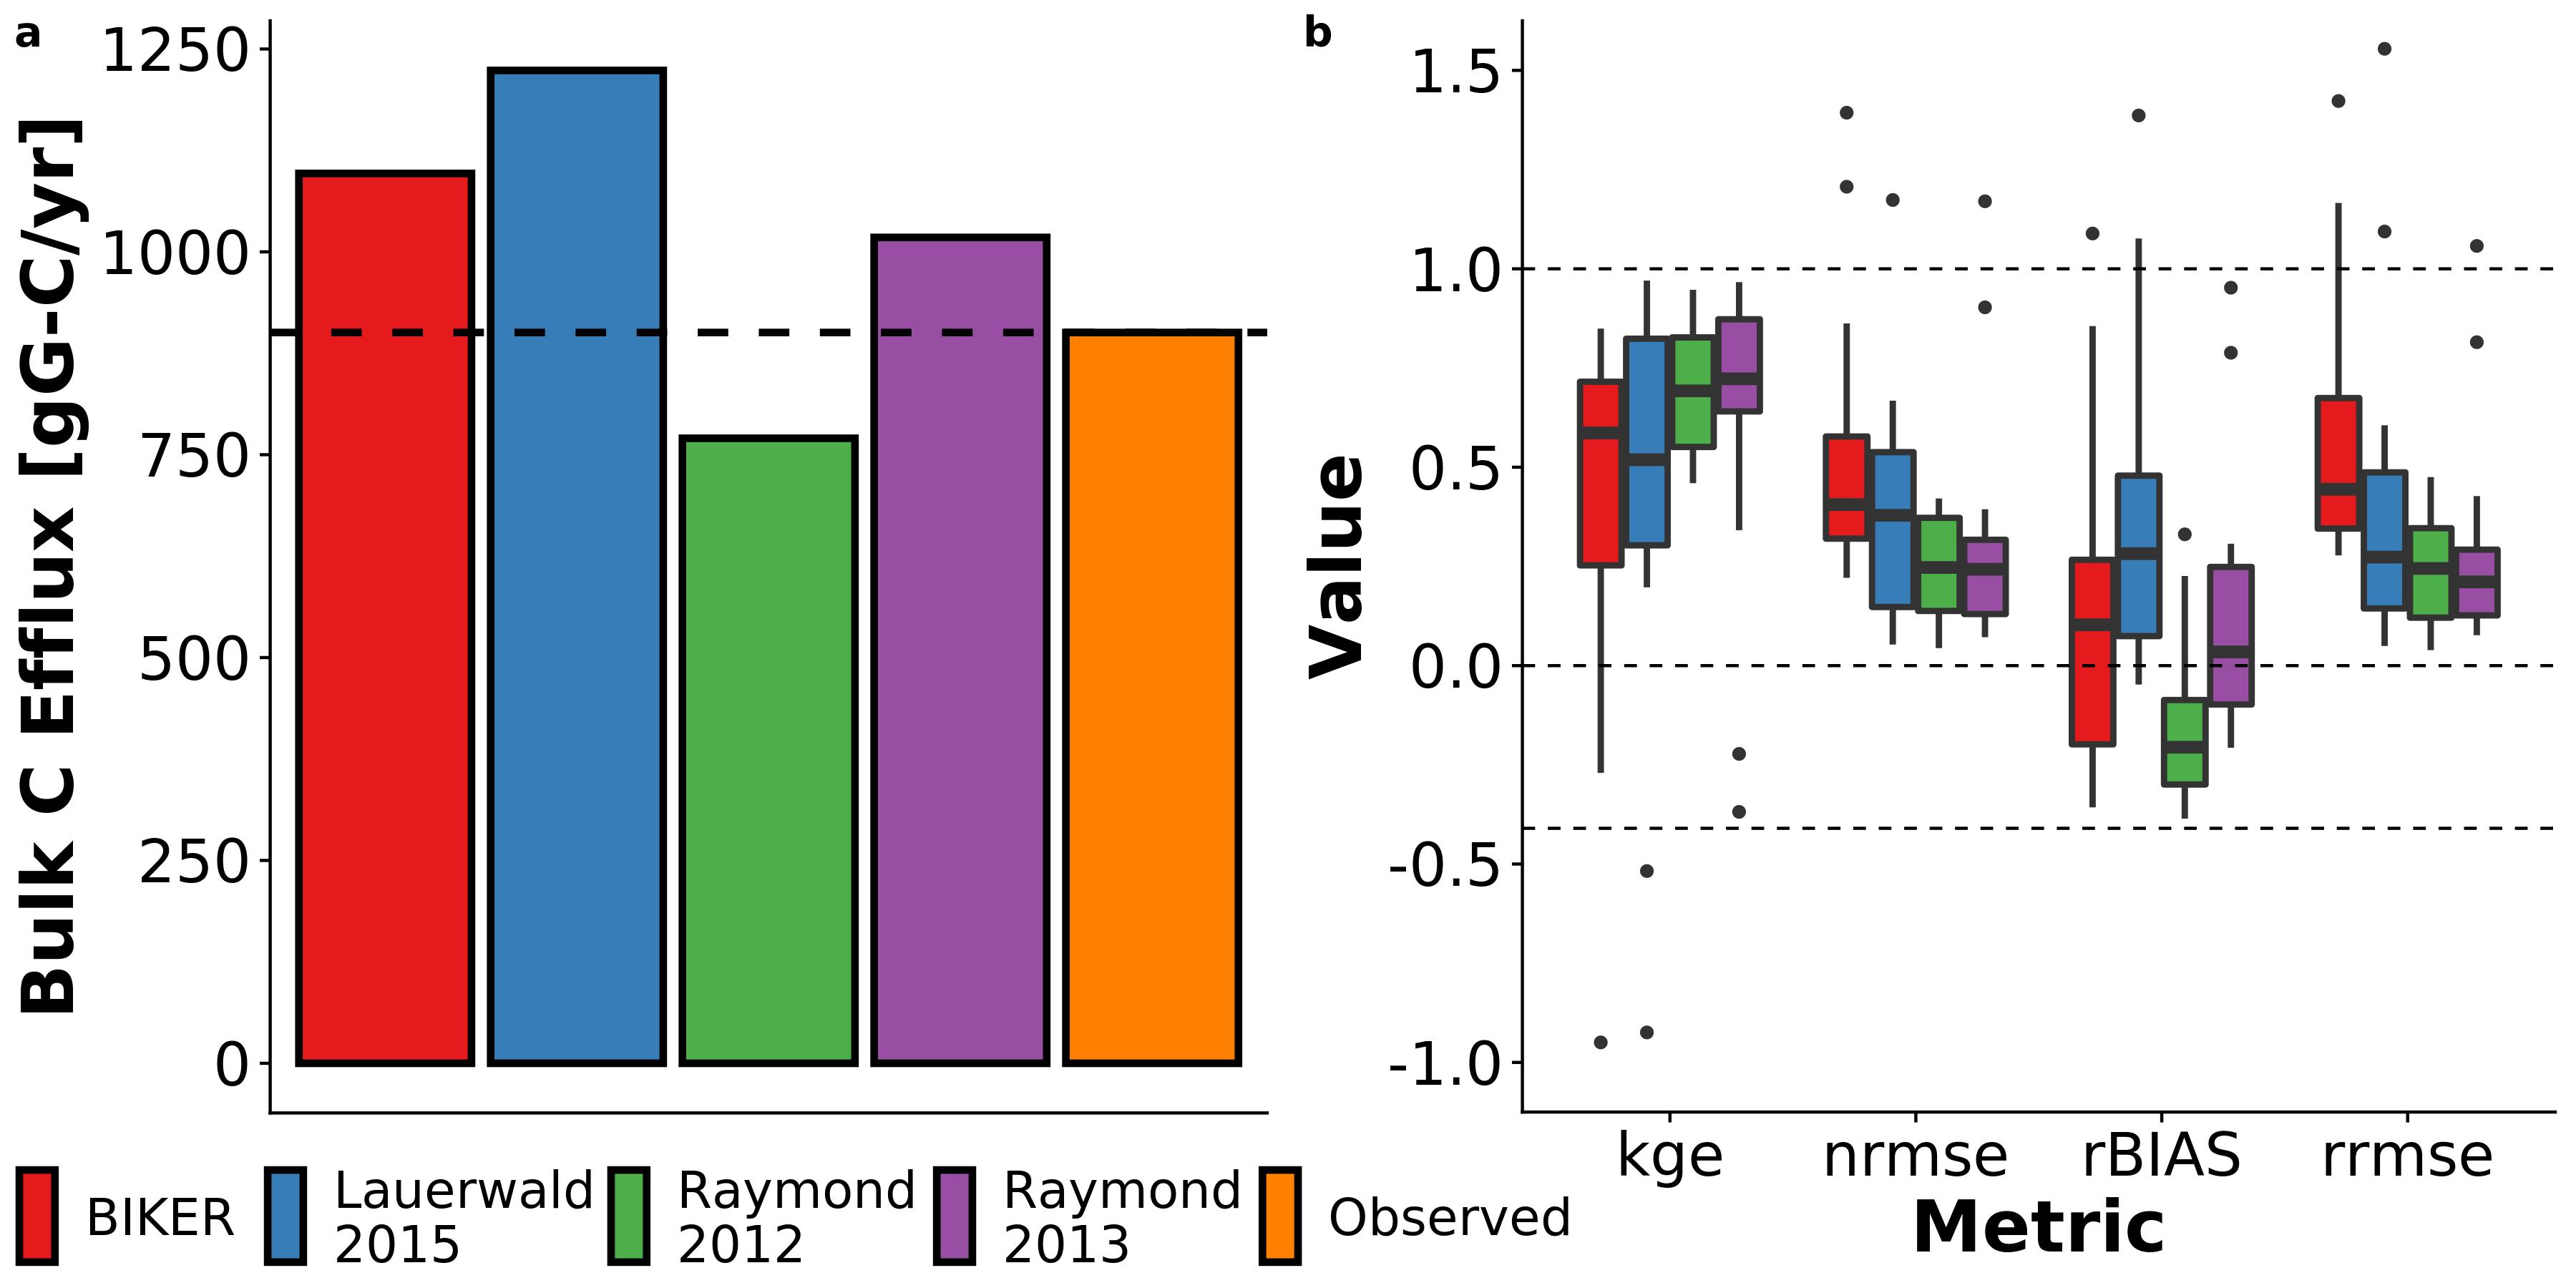 a
1250
1000
750
500
250
0
Bulk C Efflux [gG-C/yr]
b
1.5
1.0
0.5
0.0
-0.5
-1.0
Value
kge nrmse rBIAS rrmse
Metric
BIKER
Lauerwald
2015
Raymond
2012
Raymond
2013
Observed